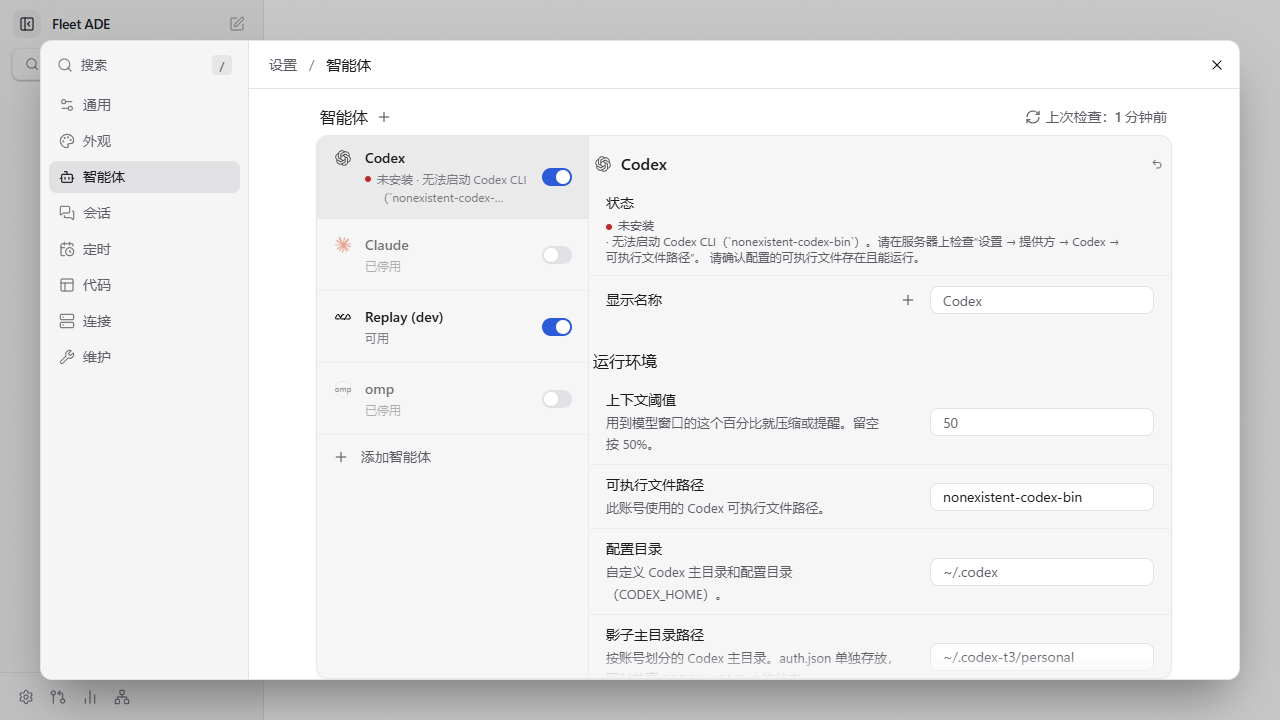 Fleet ADE
搜索
/
通用
外观
智能体
会话
定时
代码
连接
维护
设置 / 智能体
智能体
上次检查：1 分钟前
Codex
未安装 · 无法启动 Codex CLI
（`nonexistent-codex-...
Claude
已停用
Replay (dev)
可用
omp
omp
已停用
添加智能体
Codex
状态
未安装
· 无法启动 Codex CLI（`nonexistent-codex-bin`）。请在服务器上检查“设置 → 提供方 → Codex →
可执行文件路径”。 请确认配置的可执行文件存在且能运行。
显示名称
Codex
运行环境
上下文阈值
用到模型窗口的这个百分比就压缩或提醒。留空
按 50%。
50
可执行文件路径
此账号使用的 Codex 可执行文件路径。
nonexistent-codex-bin
配置目录
自定义 Codex 主目录和配置目录
（CODEX_HOME）。
~/.codex
影子主目录路径
按账号划分的 Codex 主目录。auth.json 单独存放，
~/.codex-t3/personal